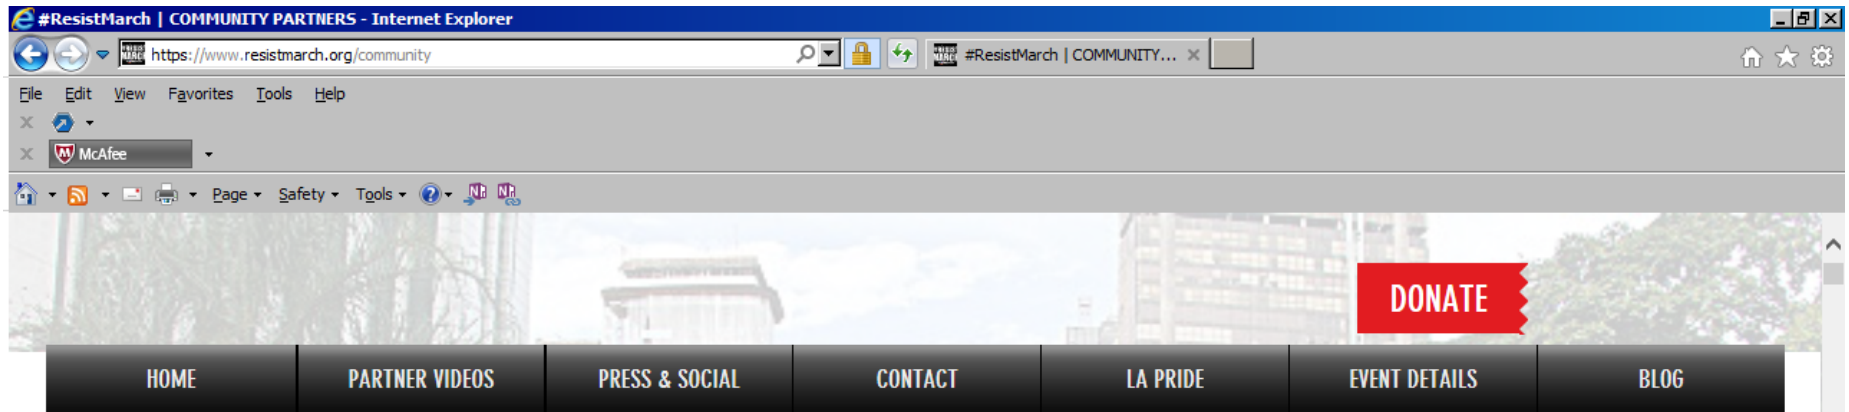 #ResistMarch | COMMUNITY PARTNERS - Internet Explorer
https://www.resistmarch.org/community #ResistMarch | COMMUNITY...
File Edit View Favorites Tools Help
McAfee
Page Safety Tools
DONATE
HOME PARTNER VIDEOS PRESS & SOCIAL CONTACT LA PRIDE EVENT DETAILS BLOG